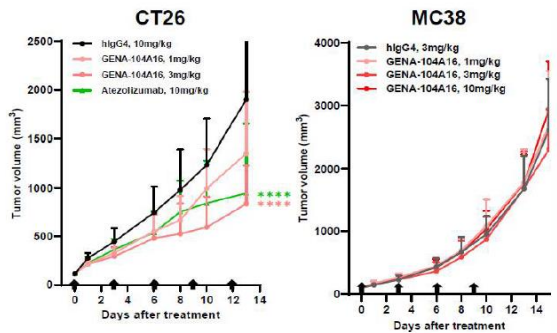 CT26
hIgG4, 10mg/kg
GENA-104A16, 1mg/kg
GENA-104A16, 3mg/kg
Atezolizumab, 10mg/kg
Tumor volume (mm³)
2500
2000
1500
1000
500
0
****
****
0 2 4 6 8 10 12 14
Days after treatment
MC38
hIgG4, 3mg/kg
GENA-104A16, 1mg/kg
GENA-104A16, 3mg/kg
GENA-104A16, 10mg/kg
Tumor volume (mm³)
4000
3000
2000
1000
0
0 2 4 6 8 10 12 14
Days after treatment